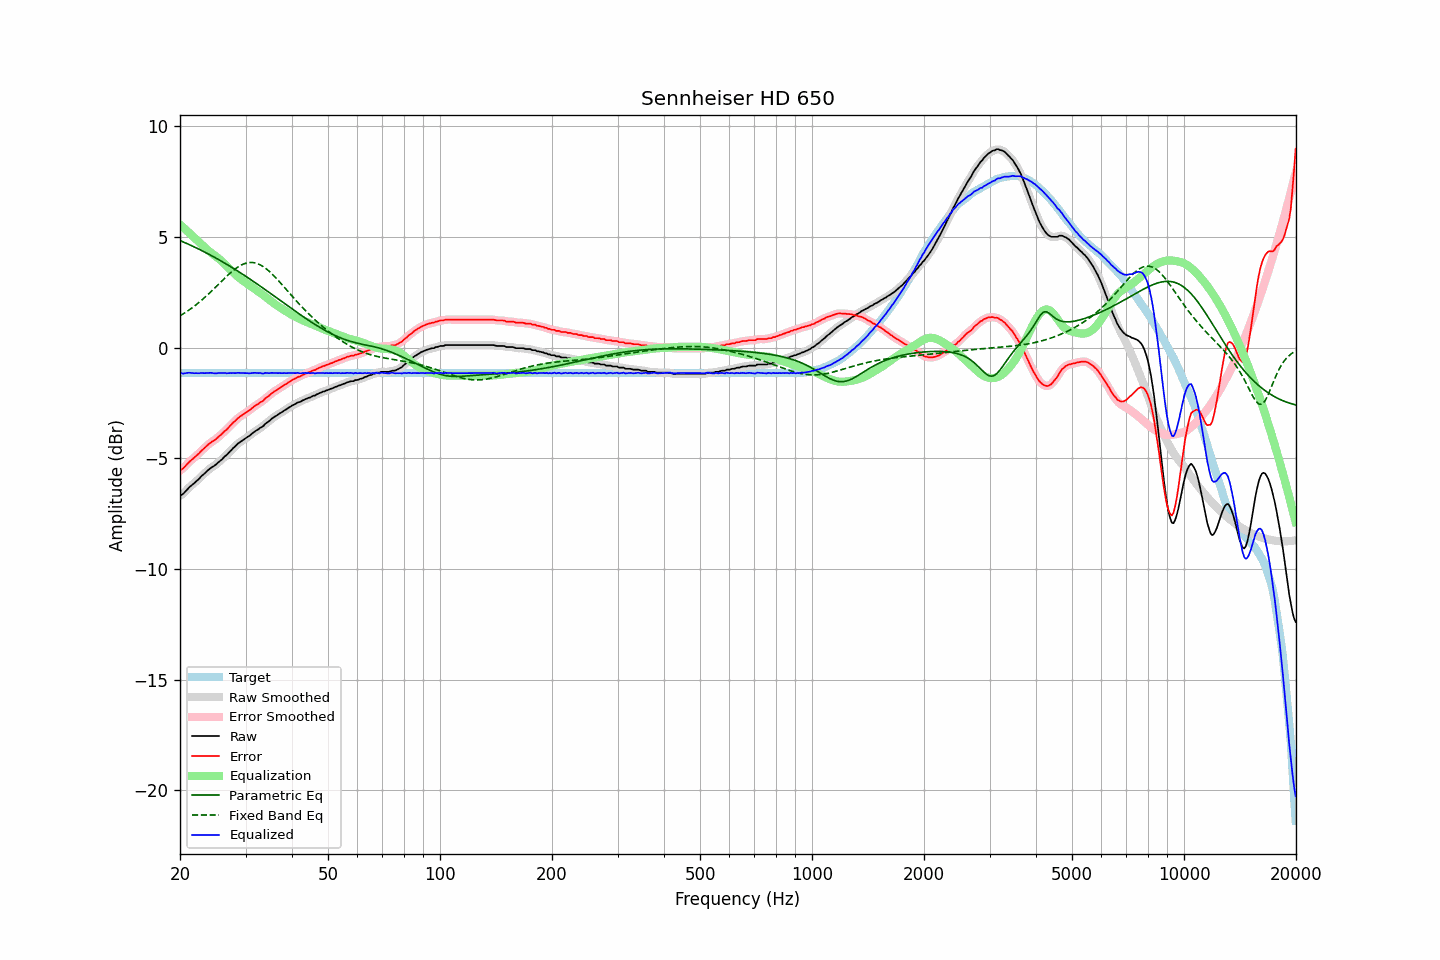 Sennheiser HD 650
Amplitude (dBr)
10
5
0
−5
−10
−15
−20
Target
Raw Smoothed
Error Smoothed
Raw
Error
Equalization
Parametric Eq
Fixed Band Eq
Equalized
20 50 100 200 500 1000 2000 5000 10000 20000
Frequency (Hz)